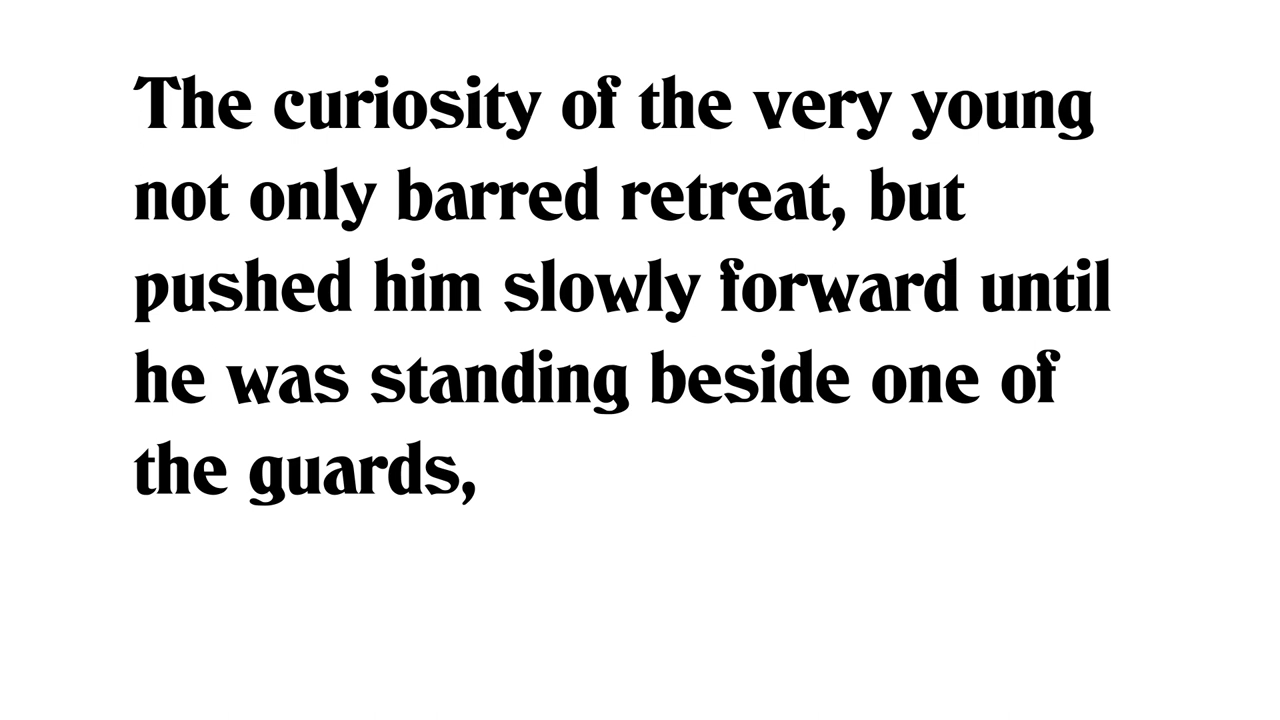 The curiosity of the very young
not only barred retreat, but
pushed him slowly forward until
he was standing beside one of
the guards,